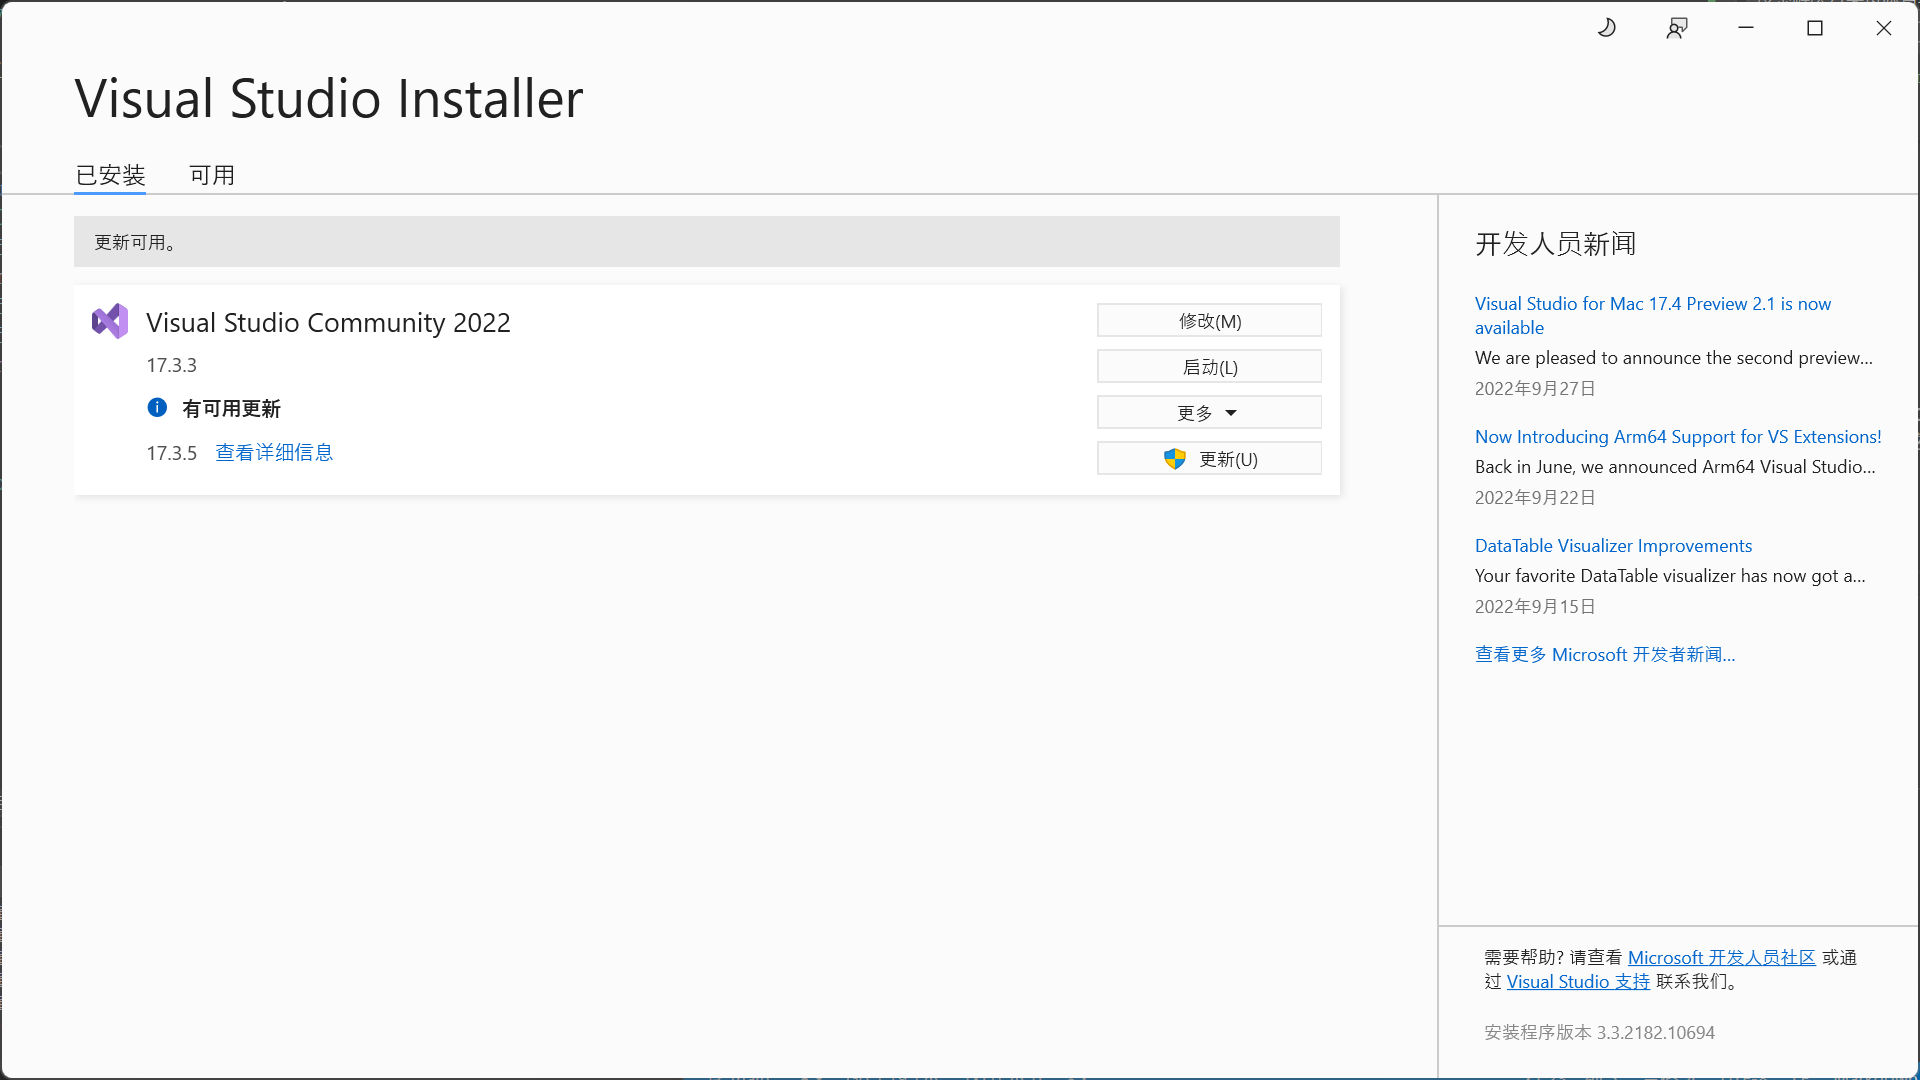 Visual Studio Installer
已安装 可用
更新可用。
Visual Studio Community 2022
17.3.3
有可用更新
17.3.5 查看详细信息
修改(M)
启动(L)
更多
更新(U)
开发人员新闻
Visual Studio for Mac 17.4 Preview 2.1 is now
available
We are pleased to announce the second preview...
2022年9月27日
Now Introducing Arm64 Support for VS Extensions!
Back in June, we announced Arm64 Visual Studio...
2022年9月22日
DataTable Visualizer Improvements
Your favorite DataTable visualizer has now got a...
2022年9月15日
查看更多 Microsoft 开发者新闻...
需要帮助? 请查看 Microsoft 开发人员社区 或通
过 Visual Studio 支持 联系我们。
安装程序版本 3.3.2182.10694